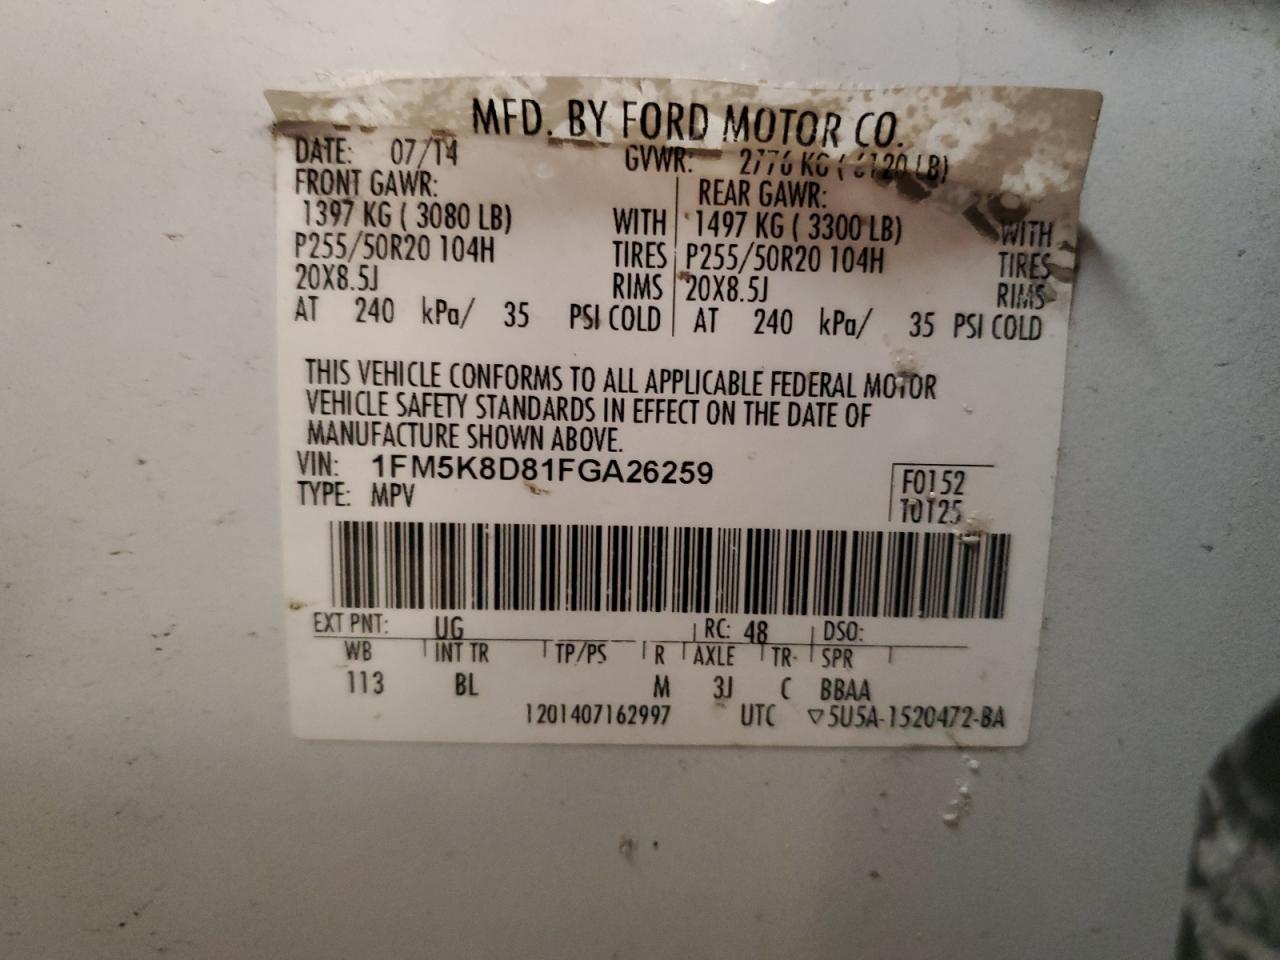 MFD. BY FORD MOTOR CO.
DATE: 07/14 GVWR: 2776 KG ( 6120 LB)
FRONT GAWR: REAR GAWR:
1397 KG ( 3080 LB) WITH 1497 KG ( 3300 LB) WITH
P255/50R20 104H TIRES P255/50R20 104H TIRES
20X8.5J RIMS 20X8.5J RIMS
AT 240 kPa/ 35 PSI COLD AT 240 kPa/ 35 PSI COLD
THIS VEHICLE CONFORMS TO ALL APPLICABLE FEDERAL MOTOR
VEHICLE SAFETY STANDARDS IN EFFECT ON THE DATE OF
MANUFACTURE SHOWN ABOVE.
VIN: 1FM5K8D81FGA26259
TYPE: MPV
F0152
T0125
EXT PNT: UG RC: 48 DSO:
WB INT TR TP/PS R AXLE TR SPR
113 BL M 3J C BBAA
1201407162997 UTC ▽5U5A-1520472-BA